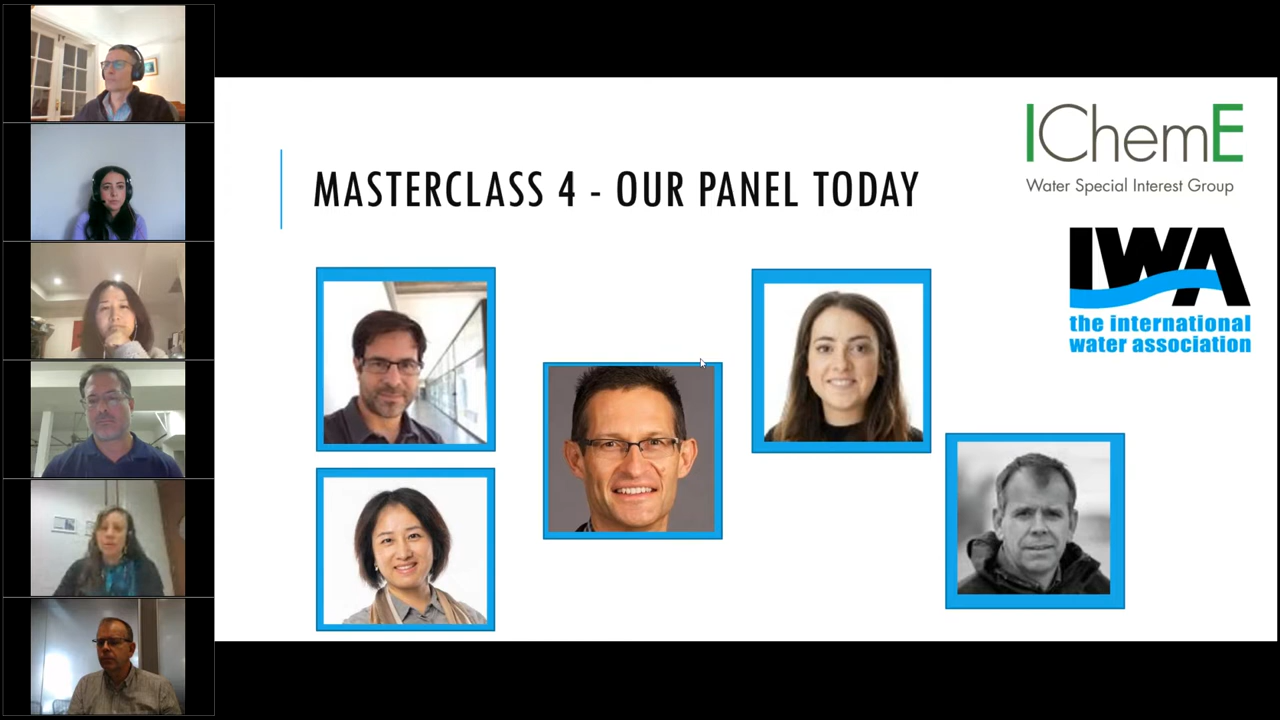 MASTERCLASS 4 - OUR PANEL TODAY
IChemE
Water Special Interest Group
IWA
the international
water association